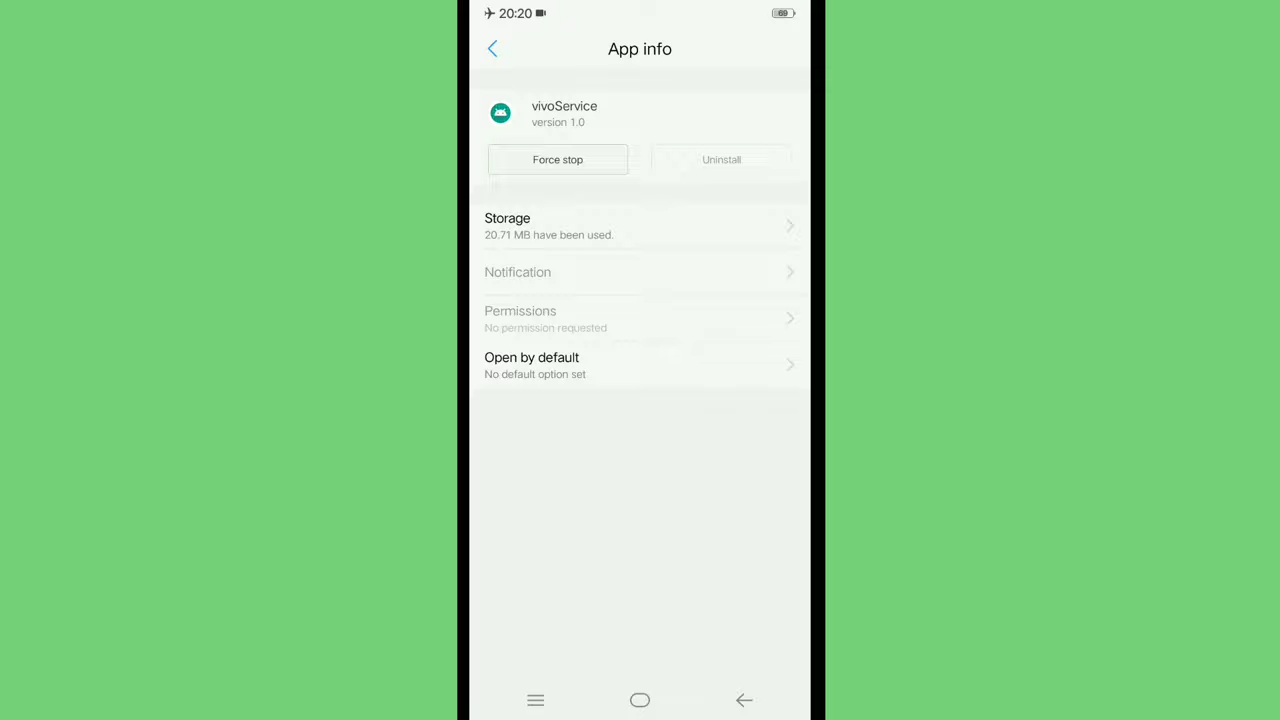 20:20
69
App info
vivoService
version 1.0
Force stop
Uninstall
Storage
20.71 MB have been used.
Notification
Permissions
No permission requested
Open by default
No default option set